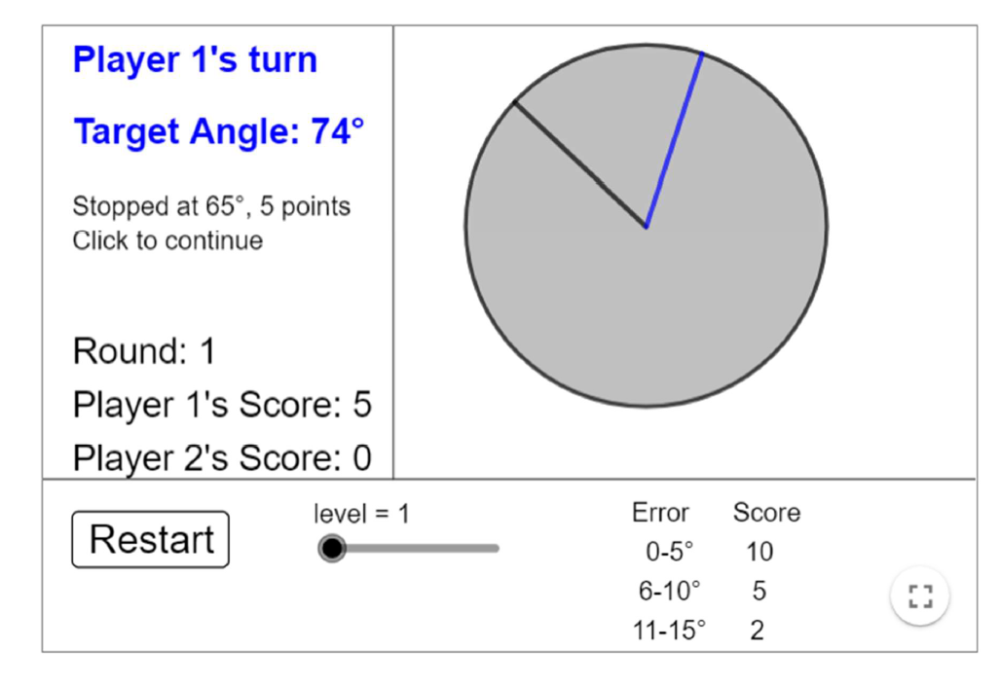 Player 1's turn
Target Angle: 74°
Stopped at 65°, 5 points
Click to continue
Round: 1
Player 1's Score: 5
Player 2's Score: 0
Restart
level = 1
Error Score
0-5° 10
6-10° 5
11-15° 2